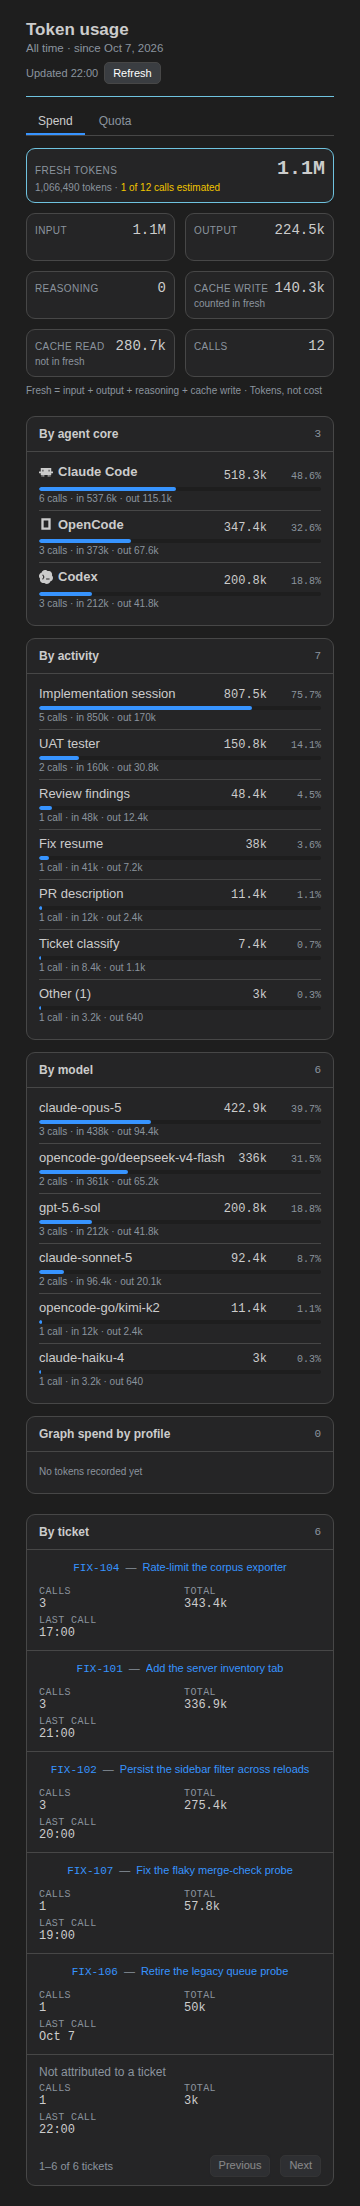 Token usage
All time · since Oct 7, 2026
Updated 22:00 Refresh
Spend Quota
FRESH TOKENS 1.1M
1,066,490 tokens · 1 of 12 calls estimated
INPUT 1.1M OUTPUT 224.5k
REASONING 0 CACHE WRITE 140.3k
counted in fresh
CACHE READ 280.7k CALLS 12
not in fresh
Fresh = input + output + reasoning + cache write · Tokens, not cost
By agent core 3
Claude Code 518.3k 48.6%
6 calls · in 537.6k · out 115.1k
OpenCode 347.4k 32.6%
3 calls · in 373k · out 67.6k
Codex 200.8k 18.8%
3 calls · in 212k · out 41.8k
By activity 7
Implementation session 807.5k 75.7%
5 calls · in 850k · out 170k
UAT tester 150.8k 14.1%
2 calls · in 160k · out 30.8k
Review findings 48.4k 4.5%
1 call · in 48k · out 12.4k
Fix resume 38k 3.6%
1 call · in 41k · out 7.2k
PR description 11.4k 1.1%
1 call · in 12k · out 2.4k
Ticket classify 7.4k 0.7%
1 call · in 8.4k · out 1.1k
Other (1) 3k 0.3%
1 call · in 3.2k · out 640
By model 6
claude-opus-5 422.9k 39.7%
3 calls · in 438k · out 94.4k
opencode-go/deepseek-v4-flash 336k 31.5%
2 calls · in 361k · out 65.2k
gpt-5.6-sol 200.8k 18.8%
3 calls · in 212k · out 41.8k
claude-sonnet-5 92.4k 8.7%
2 calls · in 96.4k · out 20.1k
opencode-go/kimi-k2 11.4k 1.1%
1 call · in 12k · out 2.4k
claude-haiku-4 3k 0.3%
1 call · in 3.2k · out 640
Graph spend by profile 0
No tokens recorded yet
By ticket 6
FIX-104 — Rate-limit the corpus exporter
CALLS TOTAL
3 343.4k
LAST CALL
17:00
FIX-101 — Add the server inventory tab
CALLS TOTAL
3 336.9k
LAST CALL
21:00
FIX-102 — Persist the sidebar filter across reloads
CALLS TOTAL
3 275.4k
LAST CALL
20:00
FIX-107 — Fix the flaky merge-check probe
CALLS TOTAL
1 57.8k
LAST CALL
19:00
FIX-106 — Retire the legacy queue probe
CALLS TOTAL
1 50k
LAST CALL
Oct 7
Not attributed to a ticket
CALLS TOTAL
1 3k
LAST CALL
22:00
1–6 of 6 tickets Previous Next